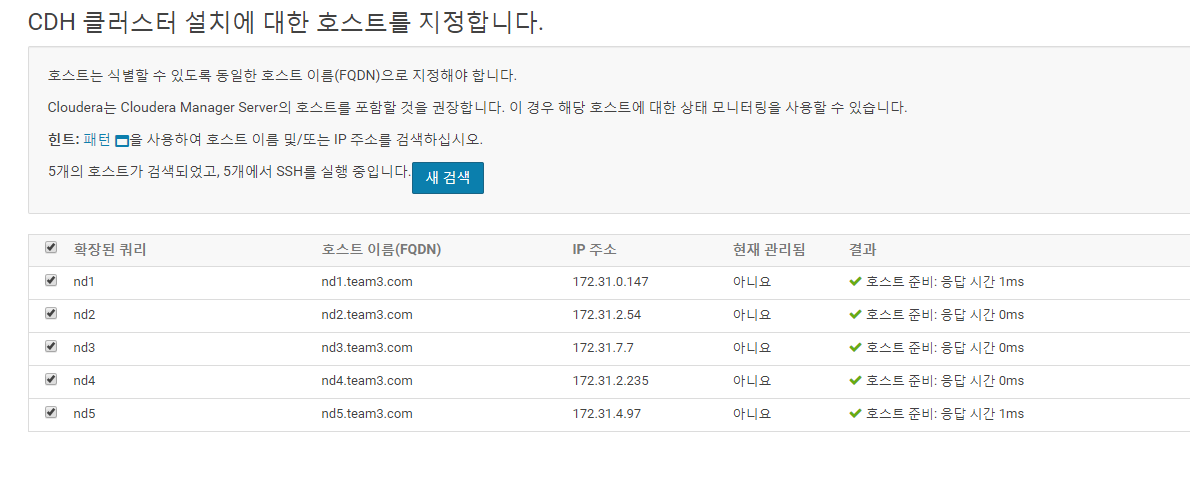 CDH 클러스터 설치에 대한 호스트를 지정합니다.
호스트는 식별할 수 있도록 동일한 호스트 이름(FQDN)으로 지정해야 합니다.
Cloudera는 Cloudera Manager Server의 호스트를 포함할 것을 권장합니다. 이 경우 해당 호스트에 대한 상태 모니터링을 사용할 수 있습니다.
힌트: 패턴 을 사용하여 호스트 이름 및/또는 IP 주소를 검색하십시오.
5개의 호스트가 검색되었고, 5개에서 SSH를 실행 중입니다. 새 검색
확장된 쿼리 호스트 이름(FQDN) IP 주소 현재 관리됨 결과
nd1 nd1.team3.com 172.31.0.147 아니요 호스트 준비: 응답 시간 1ms
nd2 nd2.team3.com 172.31.2.54 아니요 호스트 준비: 응답 시간 0ms
nd3 nd3.team3.com 172.31.7.7 아니요 호스트 준비: 응답 시간 0ms
nd4 nd4.team3.com 172.31.2.235 아니요 호스트 준비: 응답 시간 0ms
nd5 nd5.team3.com 172.31.4.97 아니요 호스트 준비: 응답 시간 1ms